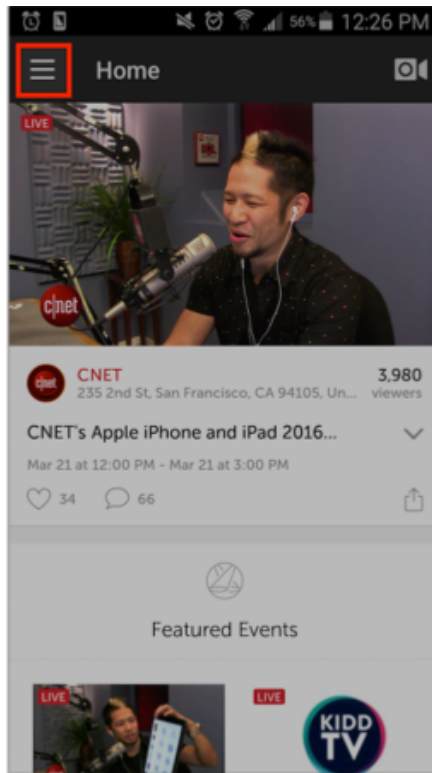 56% 12:26 PM
Home
LIVE
c|net
c|net CNET 3,980
235 2nd St, San Francisco, CA 94105, Un... viewers
CNET's Apple iPhone and iPad 2016...
Mar 21 at 12:00 PM - Mar 21 at 3:00 PM
34 66
Featured Events
LIVE LIVE
KIDD
TV